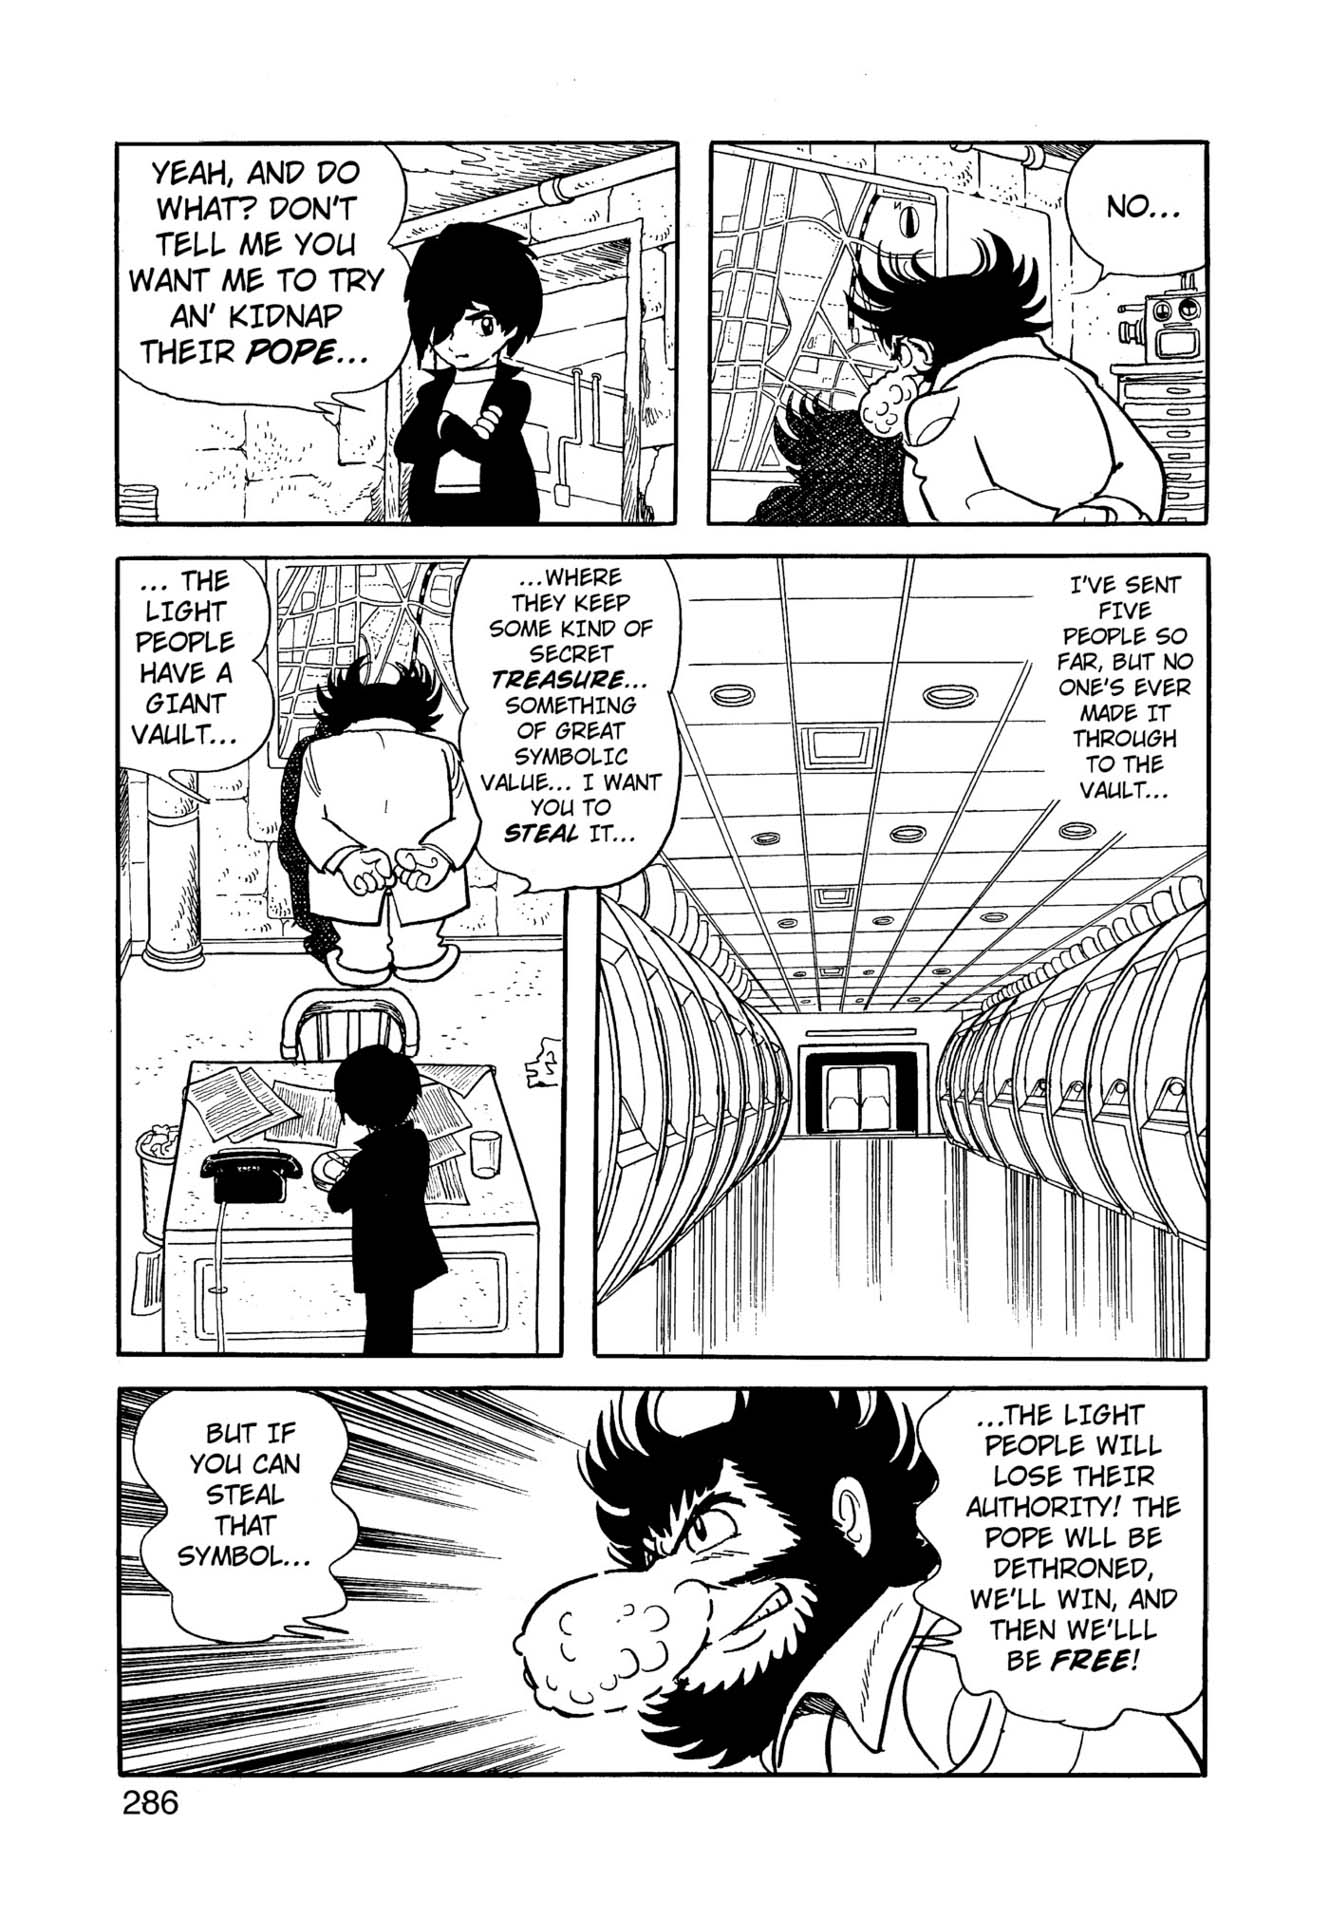 YEAH, AND DO
WHAT? DON'T
TELL ME YOU
WANT ME TO TRY
AN' KIDNAP
THEIR POPE...
NO...
N
... THE
LIGHT
PEOPLE
HAVE A
GIANT
VAULT...
...WHERE
THEY KEEP
SOME KIND OF
SECRET
TREASURE...
SOMETHING
OF GREAT
SYMBOLIC
VALUE... I WANT
YOU TO
STEAL IT...
I'VE SENT
FIVE
PEOPLE SO
FAR, BUT NO
ONE'S EVER
MADE IT
THROUGH
TO THE
VAULT...
BUT IF
YOU CAN
STEAL
THAT
SYMBOL...
...THE LIGHT
PEOPLE WILL
LOSE THEIR
AUTHORITY! THE
POPE WLL BE
DETHRONED,
WE'LL WIN, AND
THEN WE'LLL
BE FREE!
286